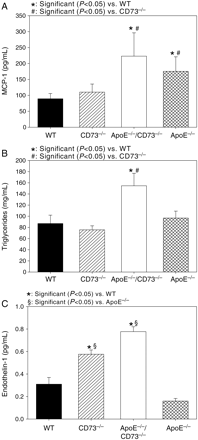 ★: Significant (P<0.05) vs. WT
#: Significant (P<0.05) vs. CD73–/–
A
MCP-1 (pg/mL)
350
300
250
200
150
100
50
0
★ #
★ #
WT
CD73–/–
ApoE–/–/CD73–/–
ApoE–/–
★: Significant (P<0.05) vs. WT
#: Significant (P<0.05) vs. CD73–/–
B
Triglycerides (mg/mL)
200
150
100
50
0
★ #
WT
CD73–/–
ApoE–/–/CD73–/–
ApoE–/–
★: Significant (P<0.05) vs. WT
§: Significant (P<0.05) vs. ApoE–/–
C
Endothelin-1 (pg/mL)
1.0
0.8
0.6
0.4
0.2
0.0
★ §
★ §
WT
CD73–/–
ApoE–/–/
CD73–/–
ApoE–/–